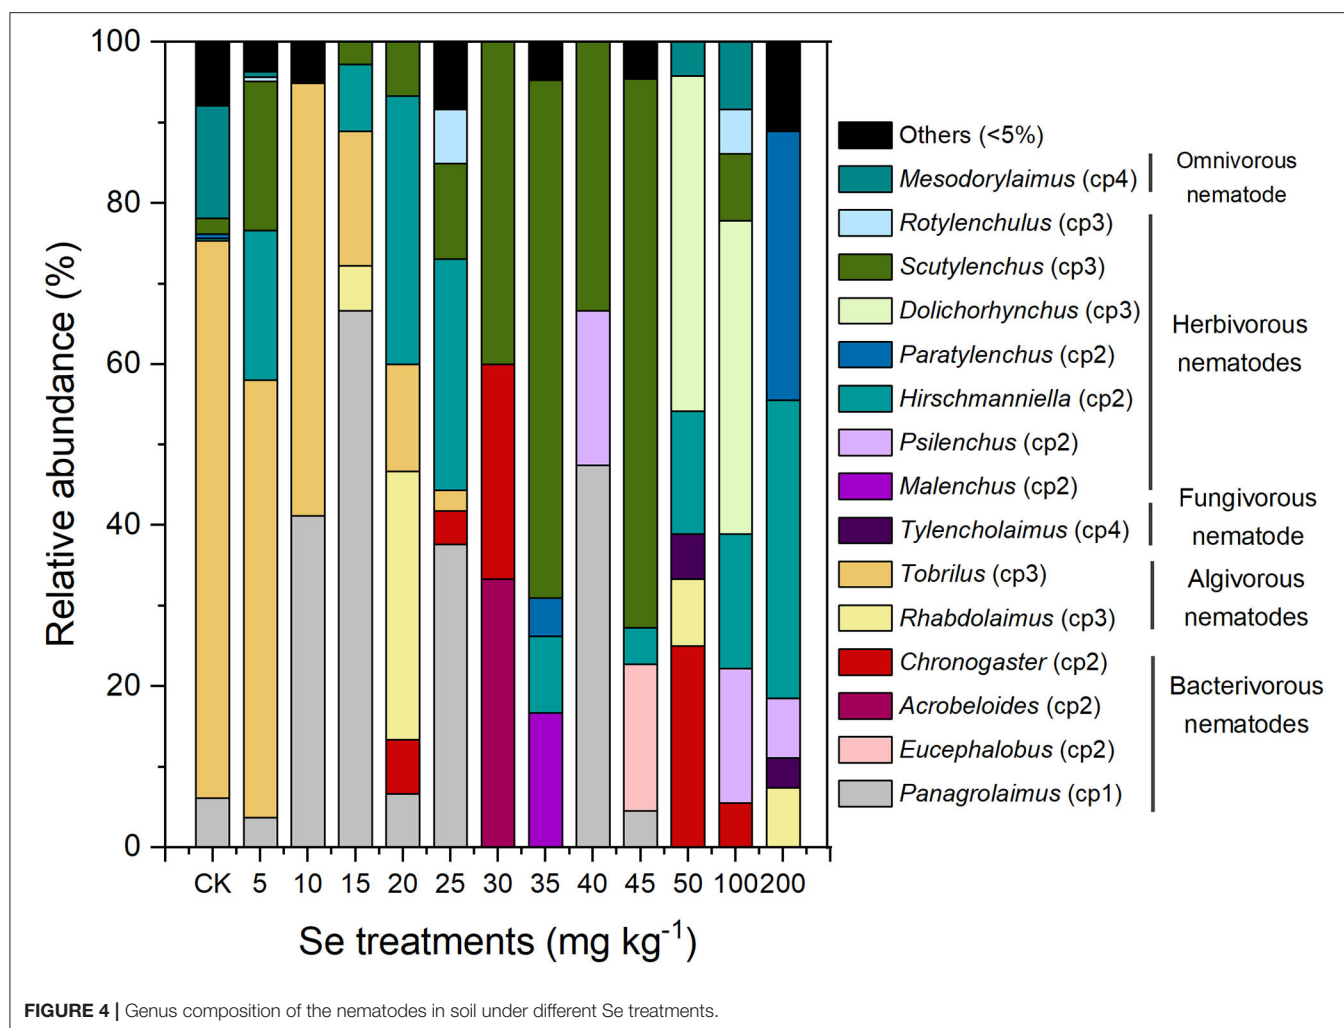 100
80
60
40
20
0
Relative abundance (%)
CK 5 10 15 20 25 30 35 40 45 50 100 200
Se treatments (mg kg⁻¹)
Others (<5%)
Mesodorylaimus (cp4)
Rotylenchulus (cp3)
Scutylenchus (cp3)
Dolichorhynchus (cp3)
Paratylenchus (cp2)
Hirschmanniella (cp2)
Psilenchus (cp2)
Malenchus (cp2)
Tylencholaimus (cp4)
Tobrilus (cp3)
Rhabdolaimus (cp3)
Chronogaster (cp2)
Acrobeloides (cp2)
Eucephalobus (cp2)
Panagrolaimus (cp1)
Omnivorous
nematode
Herbivorous
nematodes
Fungivorous
nematode
Algivorous
nematodes
Bacterivorous
nematodes
FIGURE 4 | Genus composition of the nematodes in soil under different Se treatments.